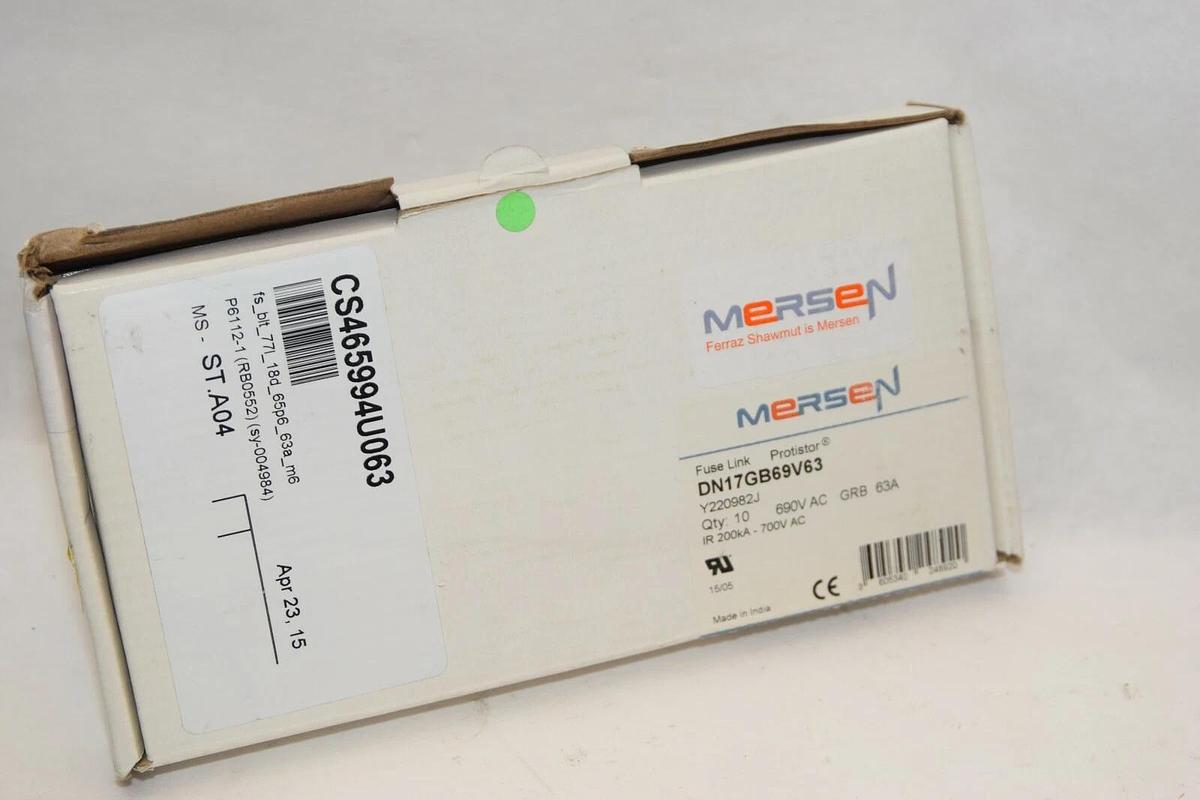 CS465994U063
fs_blt_77l_18d_65p6_63a_m6
P6112-1 (RB0552) (sy-004984)
MS - ST.A04
Apr 23, 15
MERSEN
Ferraz Shawmut is Mersen
MERSEN
Fuse Link Protistor®
DN17GB69V63
Y220982J
Qty: 10 690V AC GRB 63A
IR 200kA - 700V AC
15/05
CE
Made in India